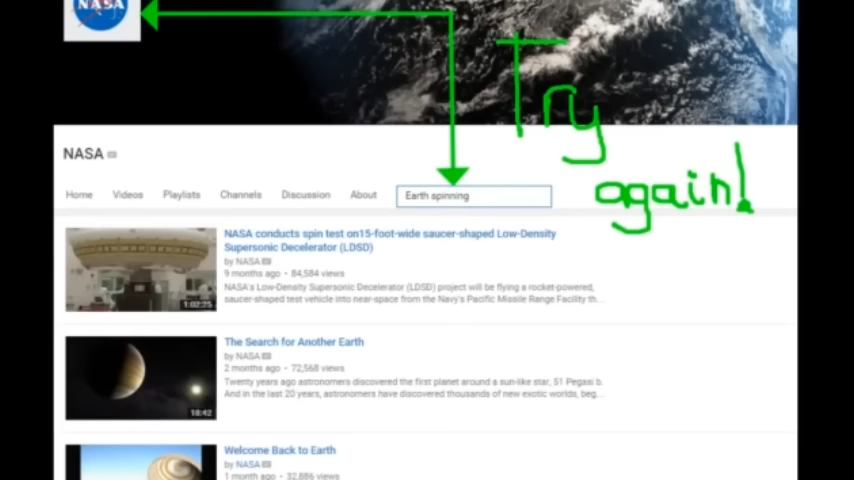 NASA
Try
again!
NASA
Home Videos Playlists Channels Discussion About Earth spinning
NASA conducts spin test on15-foot-wide saucer-shaped Low-Density
Supersonic Decelerator (LDSD)
by NASA
9 months ago • 84,584 views
NASA's Low-Density Supersonic Decelerator (LDSD) project will be flying a rocket-powered,
saucer-shaped test vehicle into near-space from the Navy's Pacific Missile Range Facility th...
1:02:25
The Search for Another Earth
by NASA
2 months ago • 72,568 views
Twenty years ago astronomers discovered the first planet around a sun-like star, 51 Pegasi b.
And in the last 20 years, astronomers have discovered thousands of new exotic worlds, beg...
18:42
Welcome Back to Earth
by NASA
1 month ago • 32,886 views